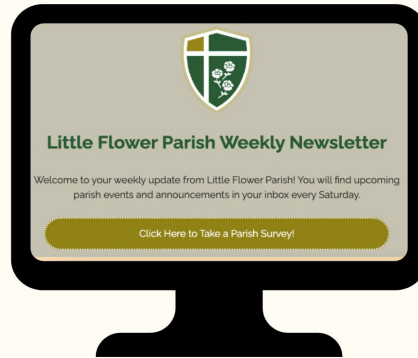 Little Flower Parish Weekly Newsletter
Welcome to your weekly update from Little Flower Parish! You will find upcoming
parish events and announcements in your inbox every Saturday.
Click Here to Take a Parish Survey!